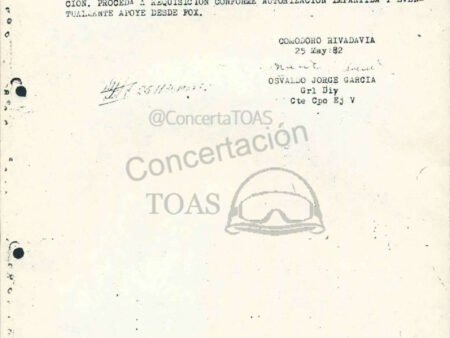 CION. PROCEDA A REQUISICION CONFORME AUTORIZACION IMPARTIDA Y EVEN
TUALMENTE APOYE DESDE FOX.
COMODORO RIVADAVIA
25 May 82
OSVALDO JORGE GARCIA
Grl Div
Cte Cpo Ej V
@ConcertaTOAS
Concertación
TOAS